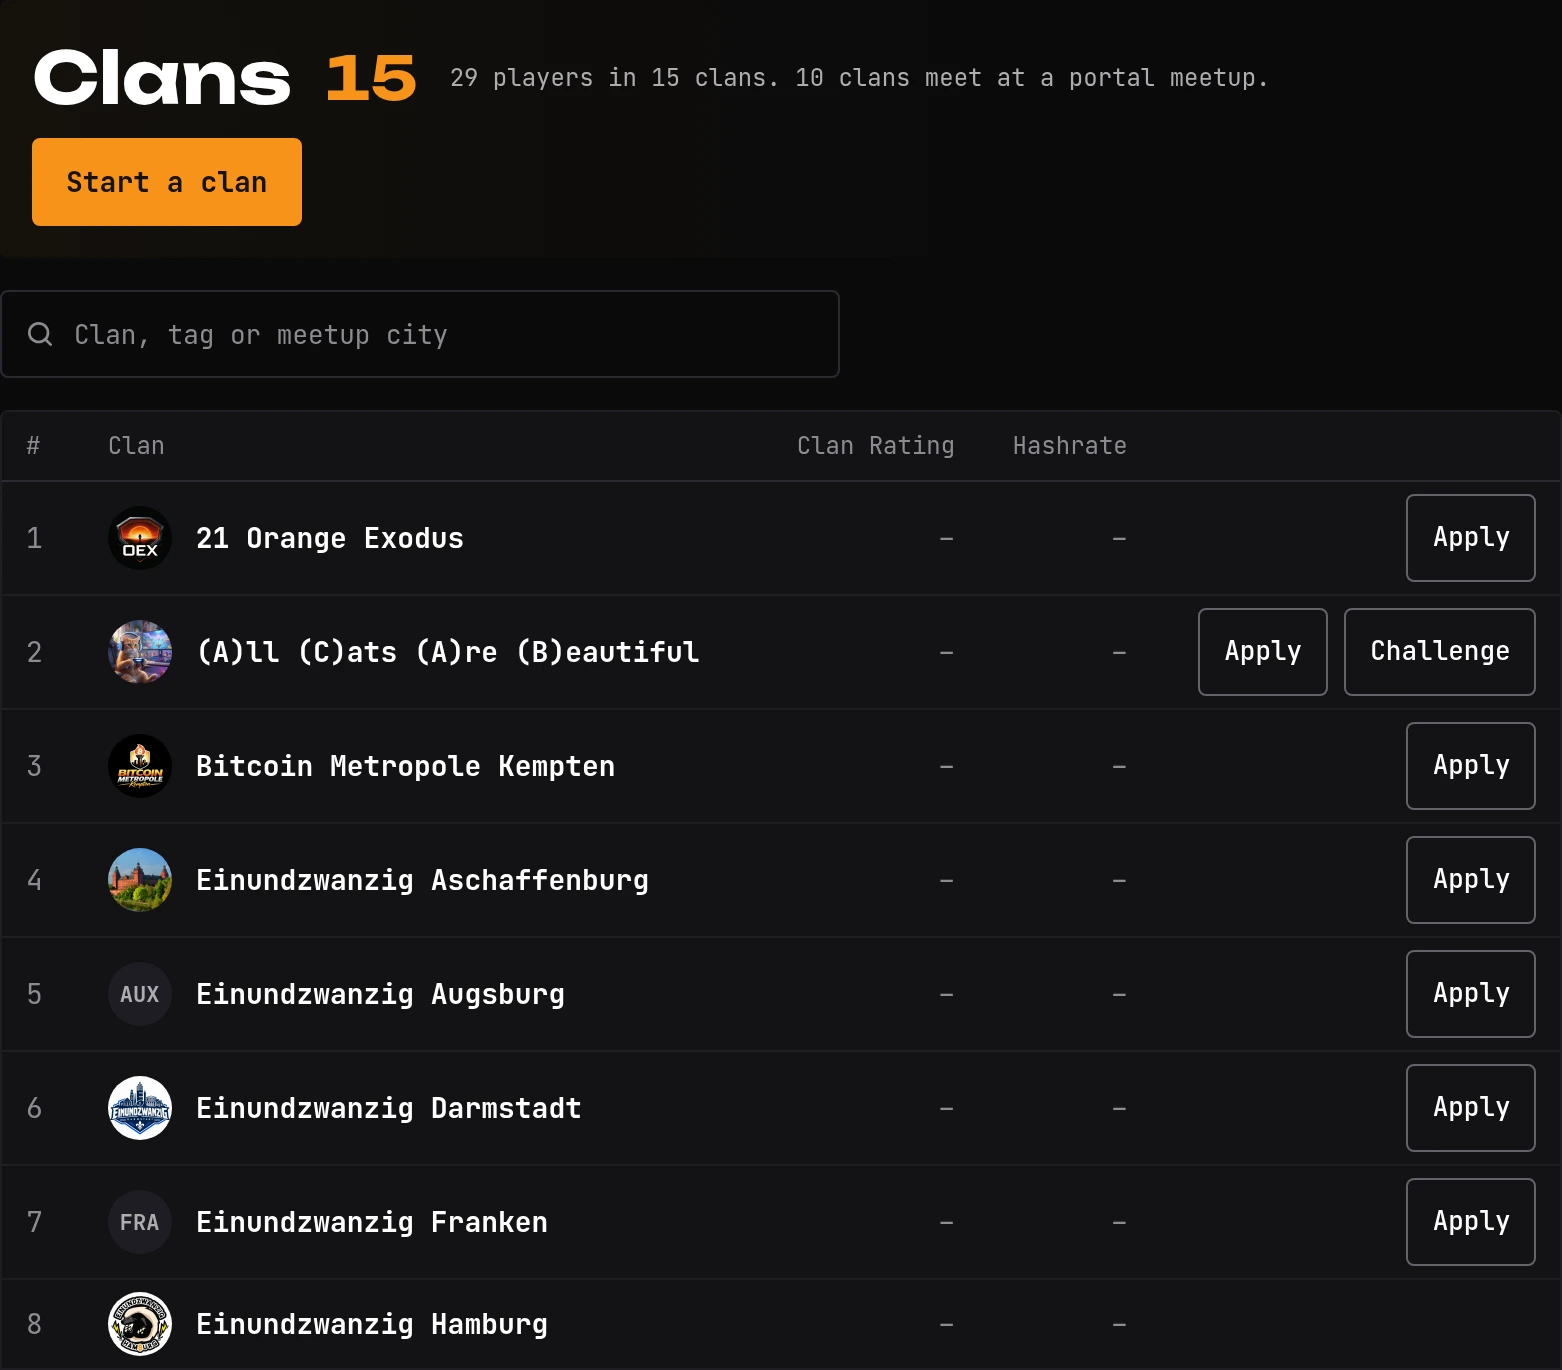 Clans 15 29 players in 15 clans. 10 clans meet at a portal meetup.
Start a clan
Clan, tag or meetup city
# Clan Clan Rating Hashrate
1 OEX 21 Orange Exodus – – Apply
2 (A)ll (C)ats (A)re (B)eautiful – – Apply Challenge
3 BITCOIN METROPOLE Kempten Bitcoin Metropole Kempten – – Apply
4 Einundzwanzig Aschaffenburg – – Apply
5 AUX Einundzwanzig Augsburg – – Apply
6 EINUNDZWANZIG Einundzwanzig Darmstadt – – Apply
7 FRA Einundzwanzig Franken – – Apply
8 EINUNDZWANZIG HAMBURG Einundzwanzig Hamburg – –